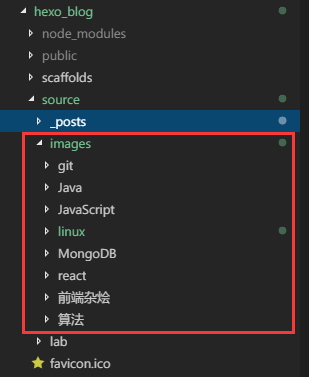 hexo_blog
node_modules
public
scaffolds
source
_posts
images
git
Java
JavaScript
linux
MongoDB
react
前端杂烩
算法
lab
favicon.ico